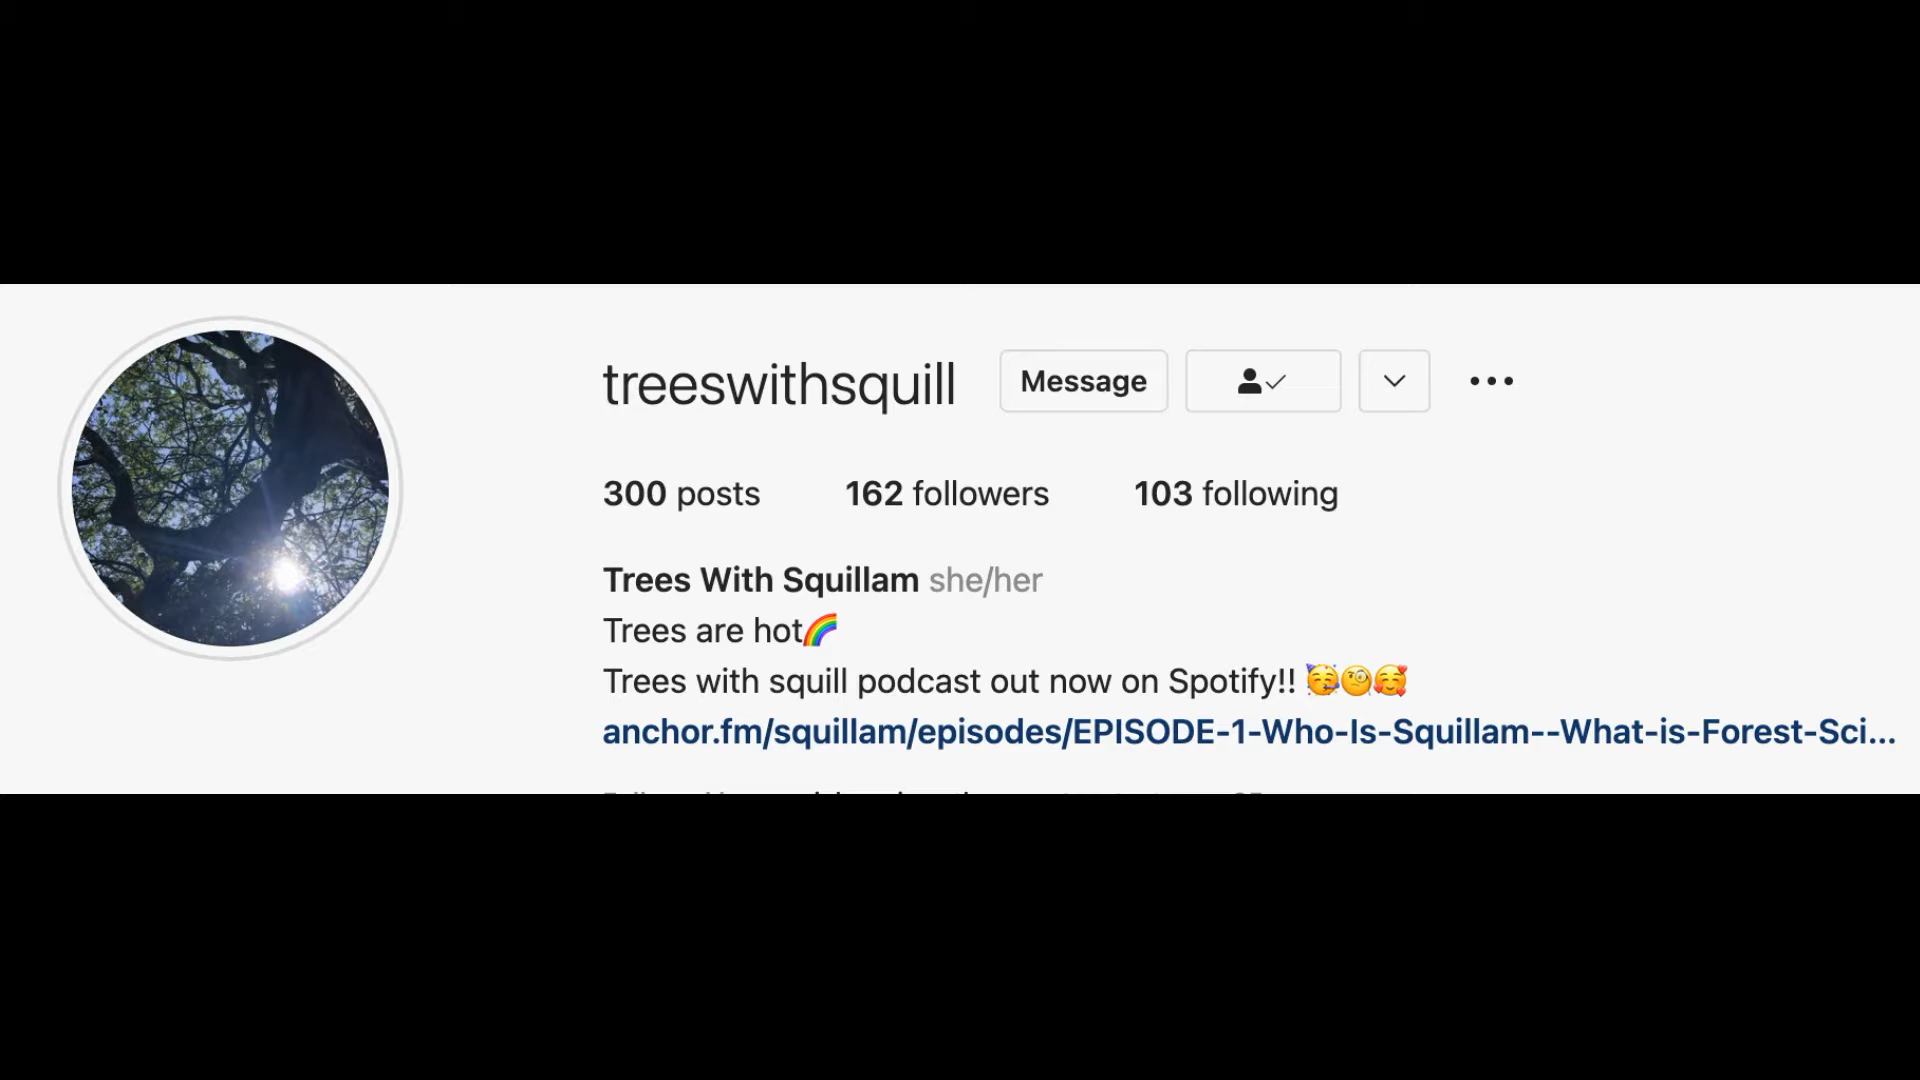 treeswithsquill Message
300 posts 162 followers 103 following
Trees With Squillam she/her
Trees are hot🌈
Trees with squill podcast out now on Spotify!! 🥳🧐🥰
anchor.fm/squillam/episodes/EPISODE-1-Who-Is-Squillam--What-is-Forest-Sci...